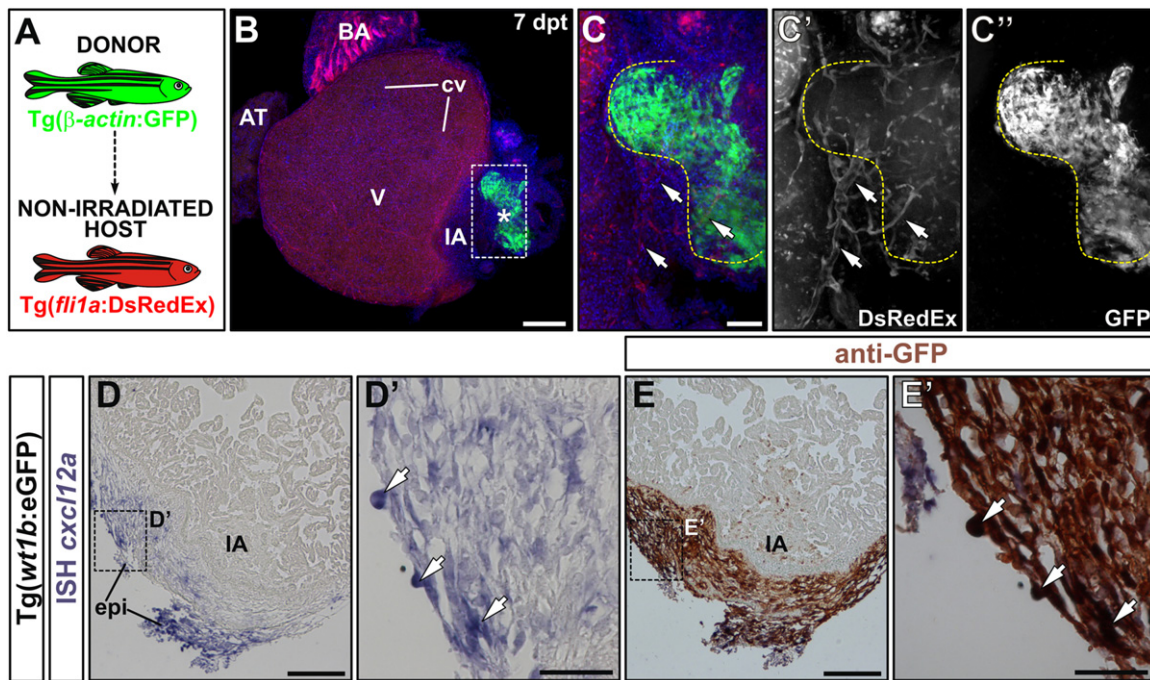 A
DONOR
Tg(β-actin:GFP)
NON-IRRADIATED
HOST
Tg(fli1a:DsRedEx)
B
7 dpt
BA
cv
AT
V
IA
*
C
C'
DsRedEx
C''
GFP
anti-GFP
Tg(wt1b:eGFP)
ISH cxcl12a
D
D'
IA
epi
D'
E
E'
IA
E'